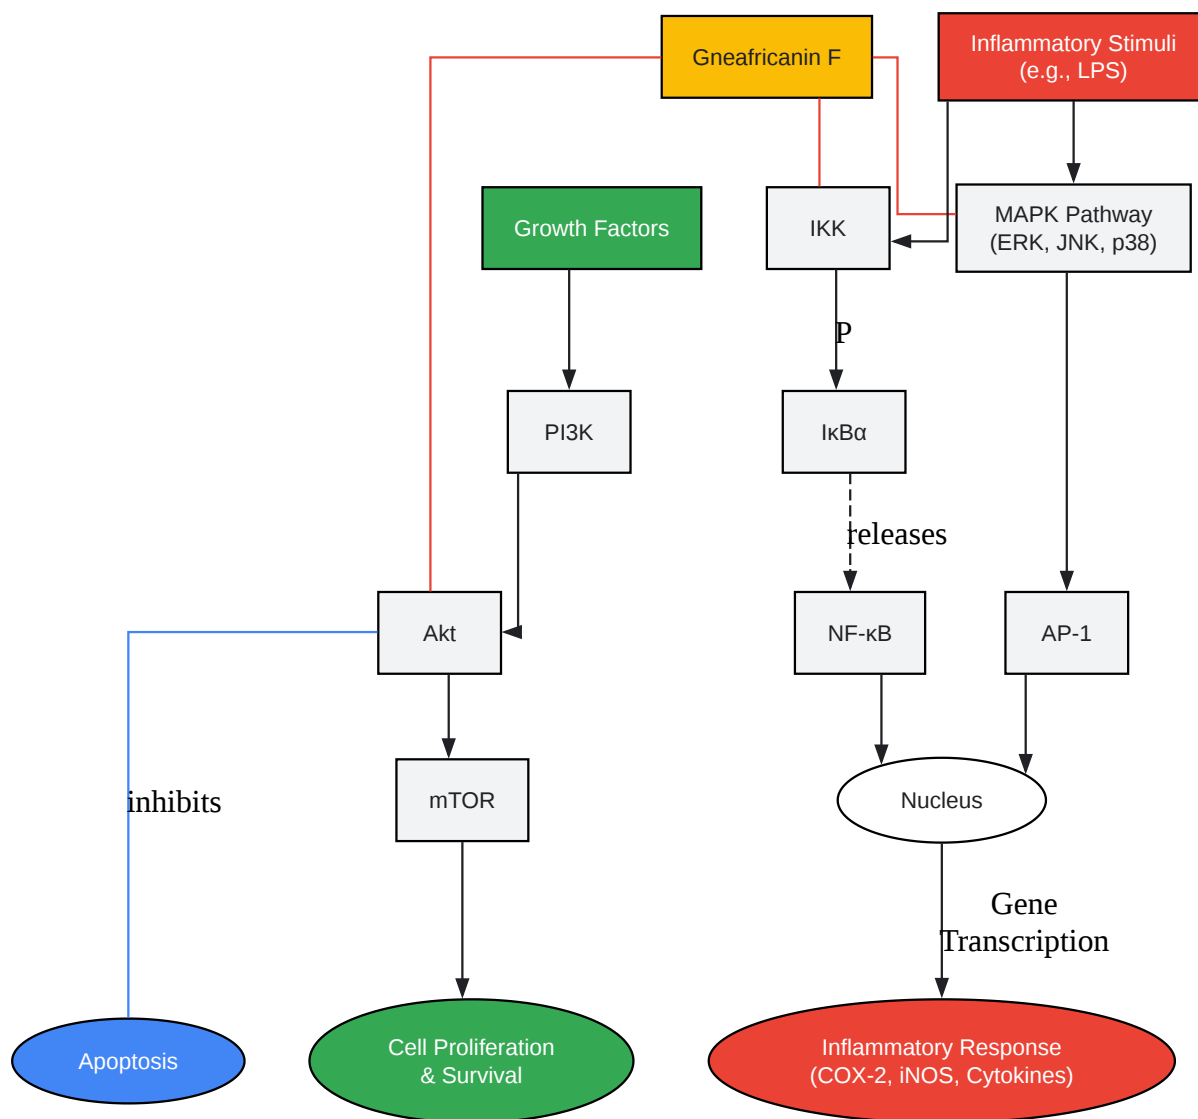 Gneafricanin F
Inflammatory Stimuli
(e.g., LPS)
Growth Factors
IKK
MAPK Pathway
(ERK, JNK, p38)
P
PI3K
IκBα
releases
Akt
NF-κB
AP-1
inhibits
mTOR
Nucleus
Gene
Transcription
Apoptosis
Cell Proliferation
& Survival
Inflammatory Response
(COX-2, iNOS, Cytokines)